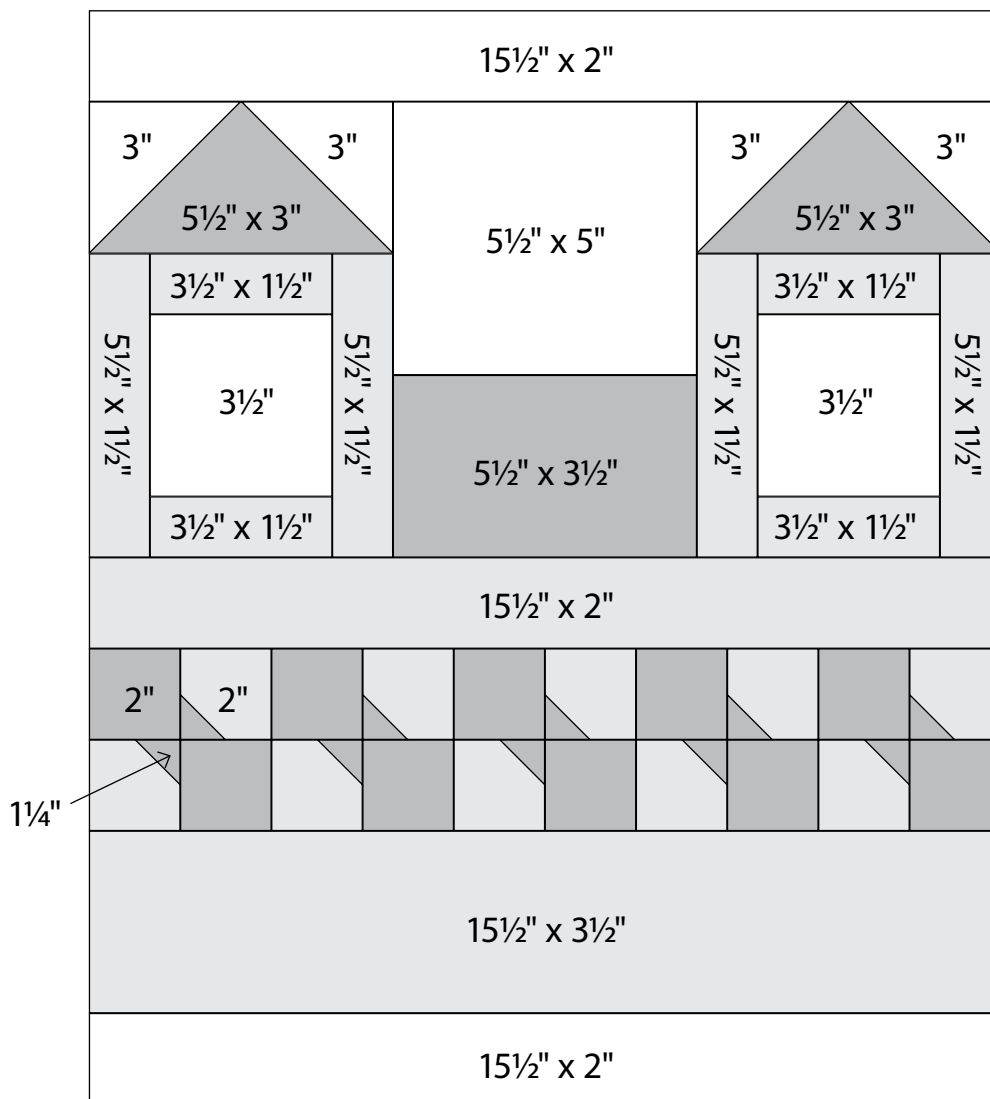 15½" x 2"
3"
3"
5½" x 3"
5½" x 5"
3"
3"
5½" x 3"
3½" x 1½"
5½" x 1½"
3½"
5½" x 1½"
3½" x 1½"
5½" x 3½"
3½" x 1½"
5½" x 1½"
3½"
5½" x 1½"
3½" x 1½"
15½" x 2"
2"
2"
1¼"
15½" x 3½"
15½" x 2"